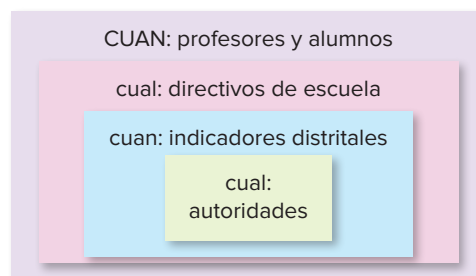 CUAN: profesores y alumnos
cual: directivos de escuela
cuan: indicadores distritales
cual:
autoridades